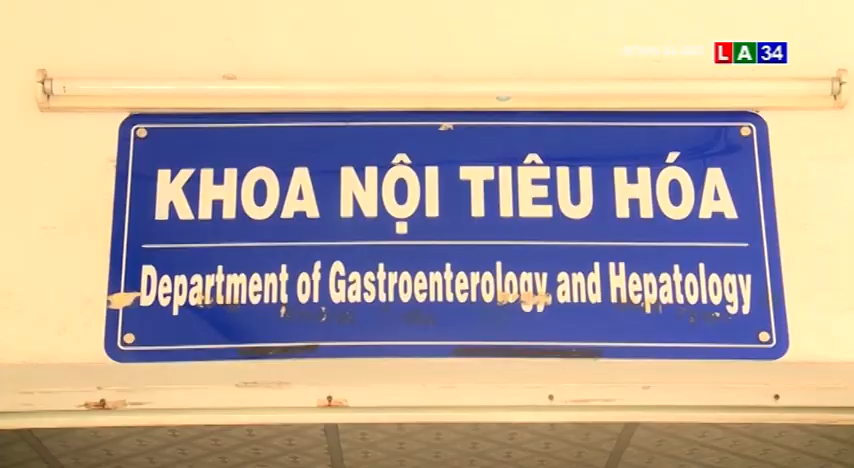 LA34
KHOA NỘI TIÊU HÓA
Department of Gastroenterology and Hepatology